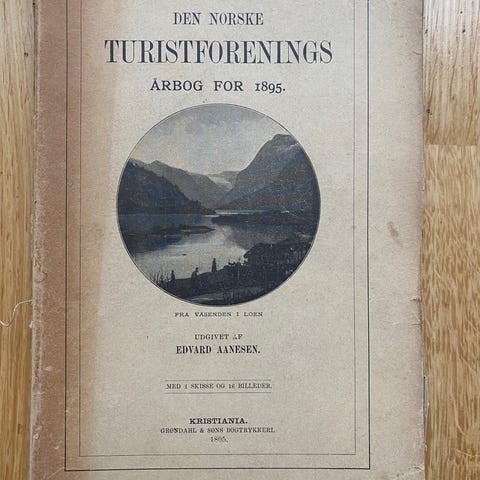 DEN NORSKE
TURISTFORENINGS
ÅRBOG FOR 1895.
FRA VASENDEN I LOEN
UDGIVET AF
EDVARD AANESEN.
MED 1 SKISSE OG 16 BILLEDER.
KRISTIANIA.
GRØNDAHL & SØNS BOGTRYKKERI.
1895.